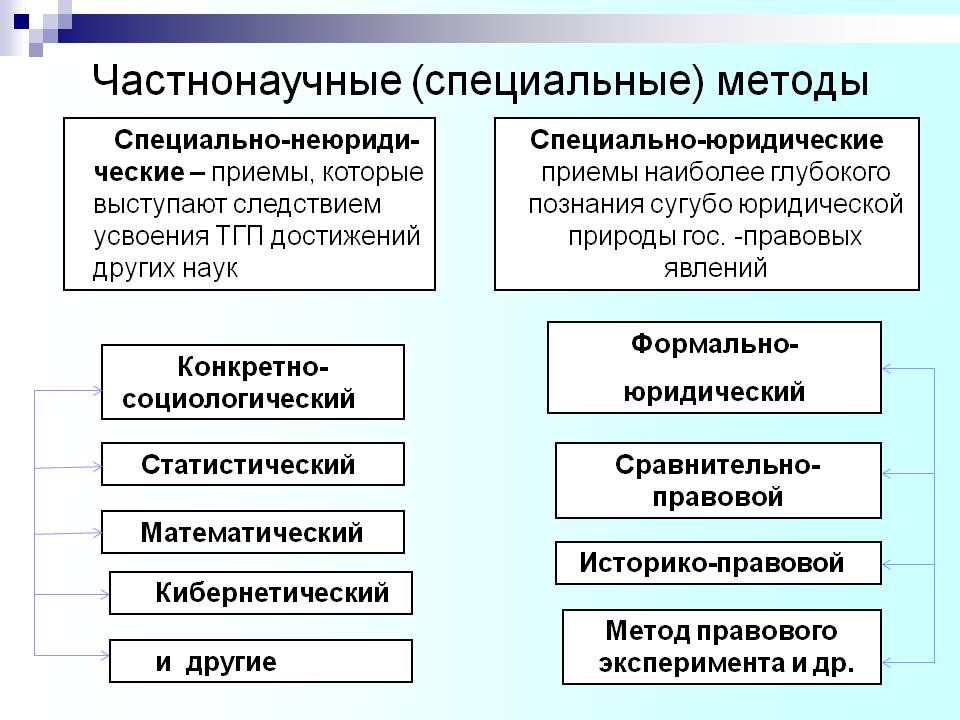 Частнонаучные (специальные) методы
Специально-неюриди-
ческие – приемы, которые
выступают следствием
усвоения ТГП достижений
других наук
Специально-юридические
приемы наиболее глубокого
познания сугубо юридической
природы гос. -правовых
явлений
Конкретно-
социологический
Статистический
Математический
Кибернетический
и другие
Формально-
юридический
Сравнительно-
правовой
Историко-правовой
Метод правового
эксперимента и др.